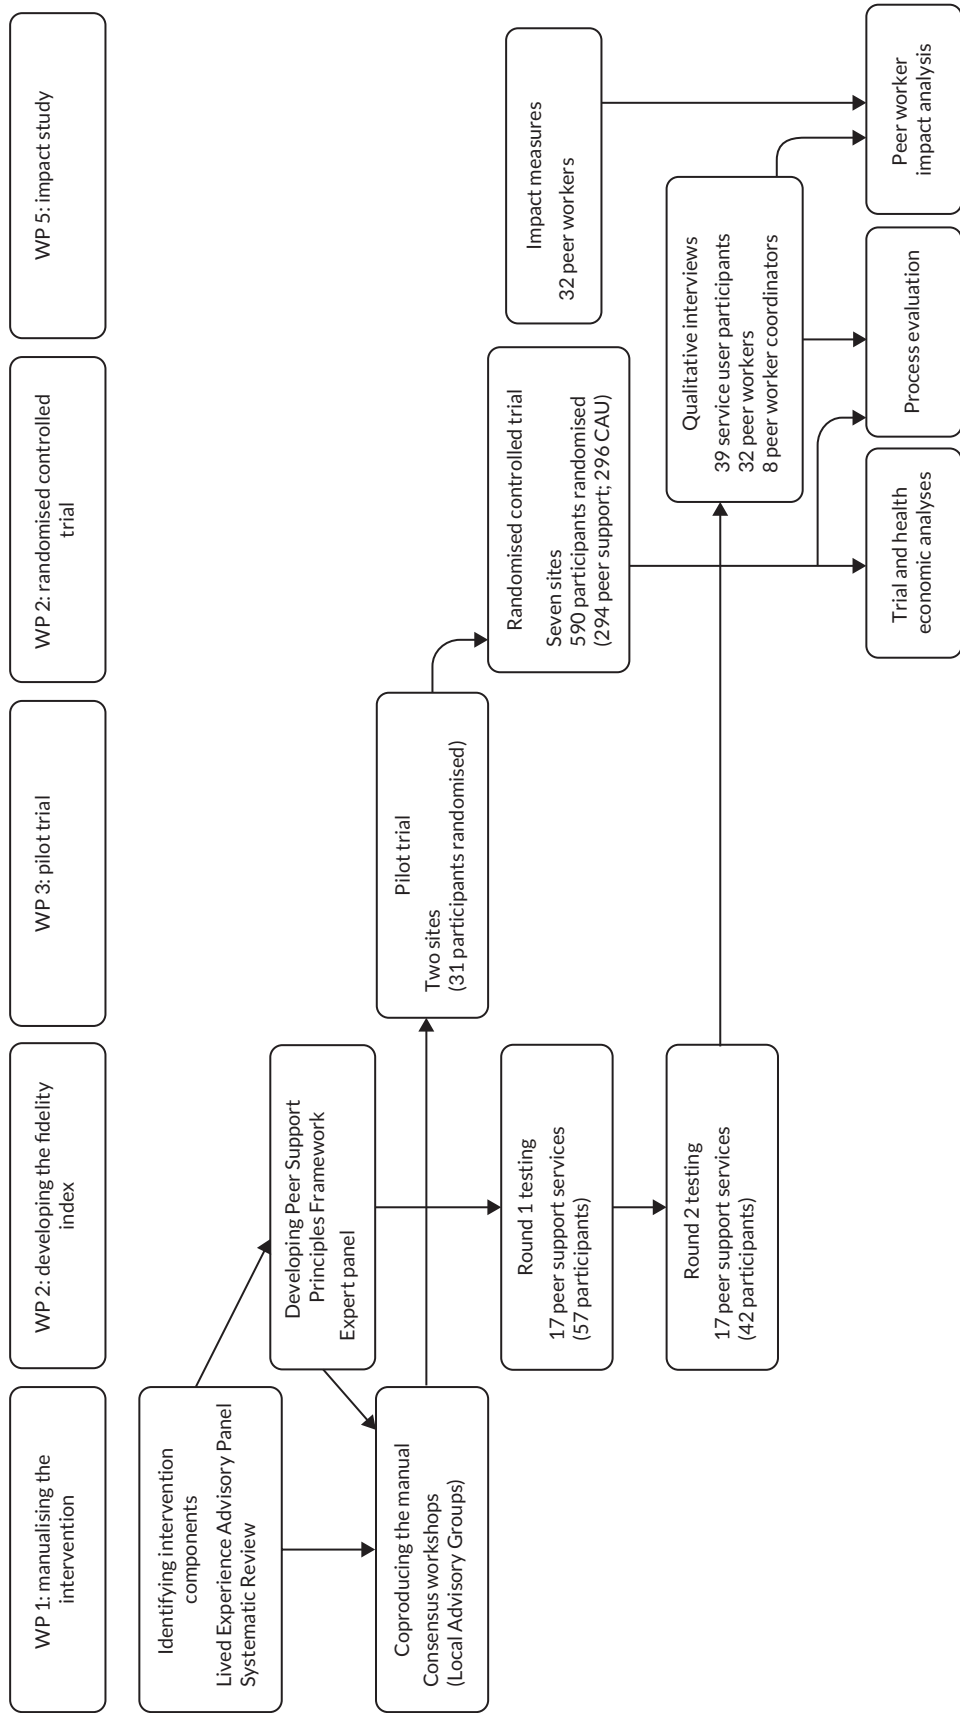 WP 1: manualising the
intervention
WP 2: developing the fidelity
index
WP 3: pilot trial
WP 2: randomised controlled
trial
WP 5: impact study
Identifying intervention
components
Lived Experience Advisory Panel
Systematic Review
Developing Peer Support
Principles Framework
Expert panel
Coproducing the manual
Consensus workshops
(Local Advisory Groups)
Pilot trial
Two sites
(31 participants randomised)
Round 1 testing
17 peer support services
(57 participants)
Randomised controlled trial
Seven sites
590 participants randomised
(294 peer support; 296 CAU)
Impact measures
32 peer workers
Round 2 testing
17 peer support services
(42 participants)
Qualitative interviews
39 service user participants
32 peer workers
8 peer worker coordinators
Trial and health
economic analyses
Process evaluation
Peer worker
impact analysis